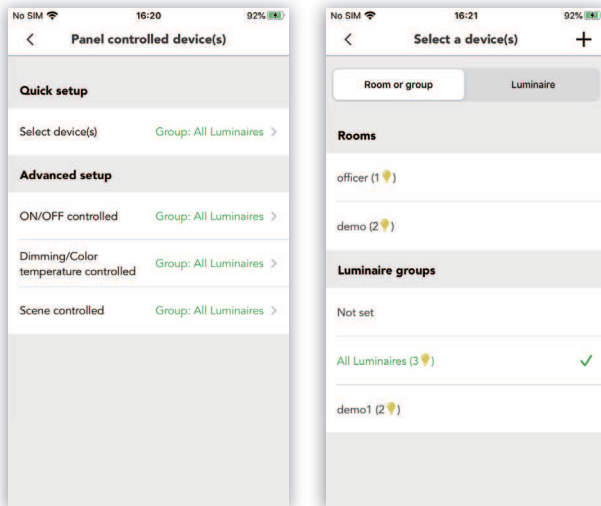 No SIM 16:20 92%
Panel controlled device(s)
Quick setup
Select device(s) Group: All Luminaires
Advanced setup
ON/OFF controlled Group: All Luminaires
Dimming/Color
temperature controlled Group: All Luminaires
Scene controlled Group: All Luminaires
No SIM 16:21 92%
Select a device(s) +
Room or group Luminaire
Rooms
officer (1💡)
demo (2💡)
Luminaire groups
Not set
All Luminaires (3💡)
demo1 (2💡)